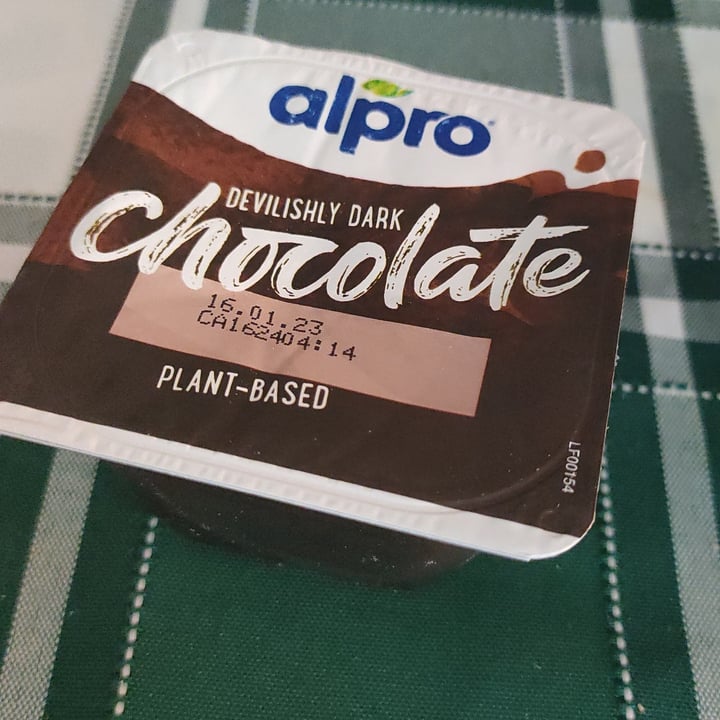 alpro
DEVILISHLY DARK
chocolate
16.01.23
CA162404:14
PLANT-BASED
LF00154